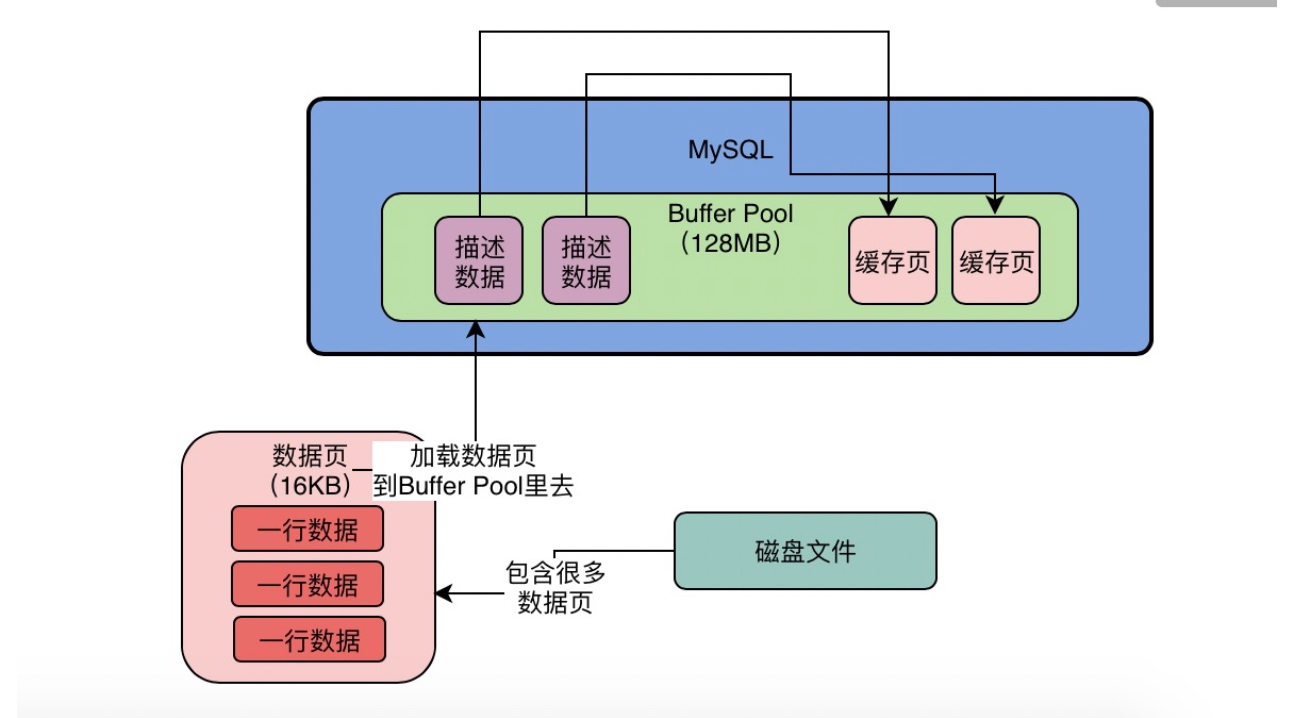 MySQL
Buffer Pool
（128MB）
描述
数据
描述
数据
缓存页
缓存页
数据页
（16KB）
加载数据页
到Buffer Pool里去
一行数据
一行数据
一行数据
包含很多
数据页
磁盘文件